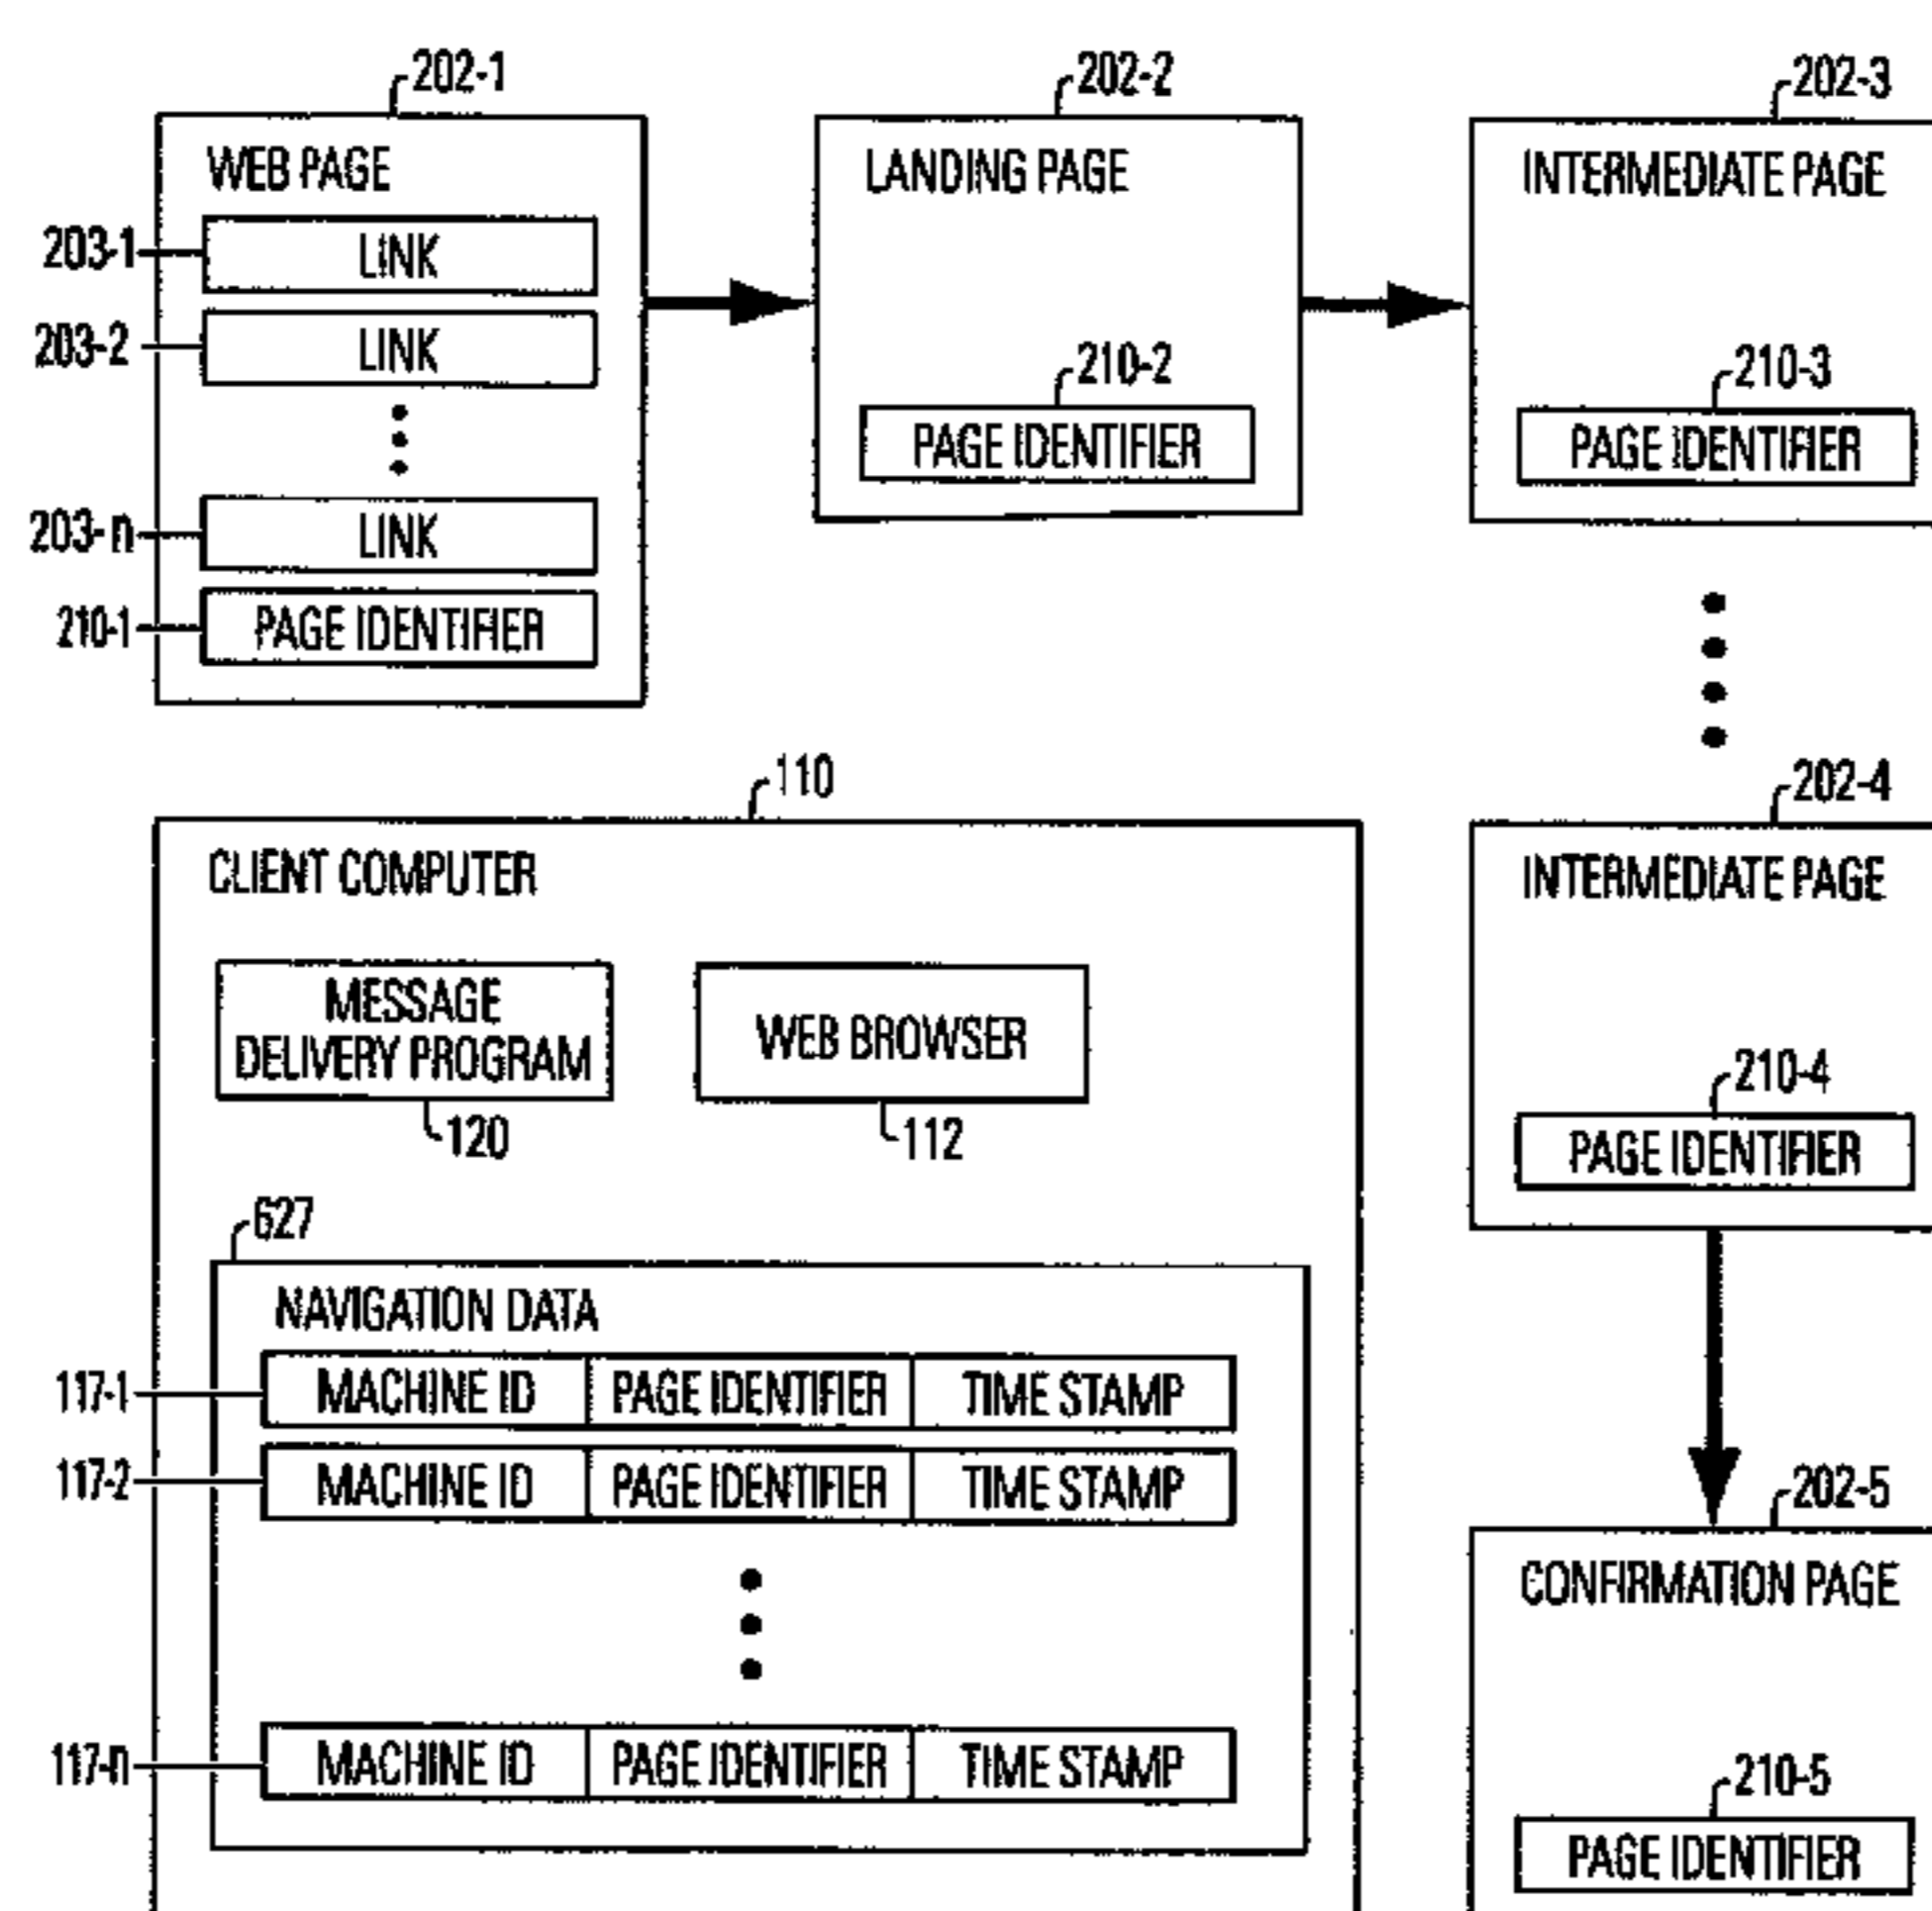 202-1
WEB PAGE
203-1
LINK
203-2
LINK
203-n
LINK
210-1
PAGE IDENTIFIER
202-2
LANDING PAGE
210-2
PAGE IDENTIFIER
202-3
INTERMEDIATE PAGE
210-3
PAGE IDENTIFIER
202-4
INTERMEDIATE PAGE
210-4
PAGE IDENTIFIER
202-5
CONFIRMATION PAGE
210-5
PAGE IDENTIFIER
110
CLIENT COMPUTER
MESSAGE
DELIVERY PROGRAM
120
WEB BROWSER
112
627
NAVIGATION DATA
117-1
MACHINE ID PAGE IDENTIFIER TIME STAMP
117-2
MACHINE ID PAGE IDENTIFIER TIME STAMP
117-n
MACHINE ID PAGE IDENTIFIER TIME STAMP